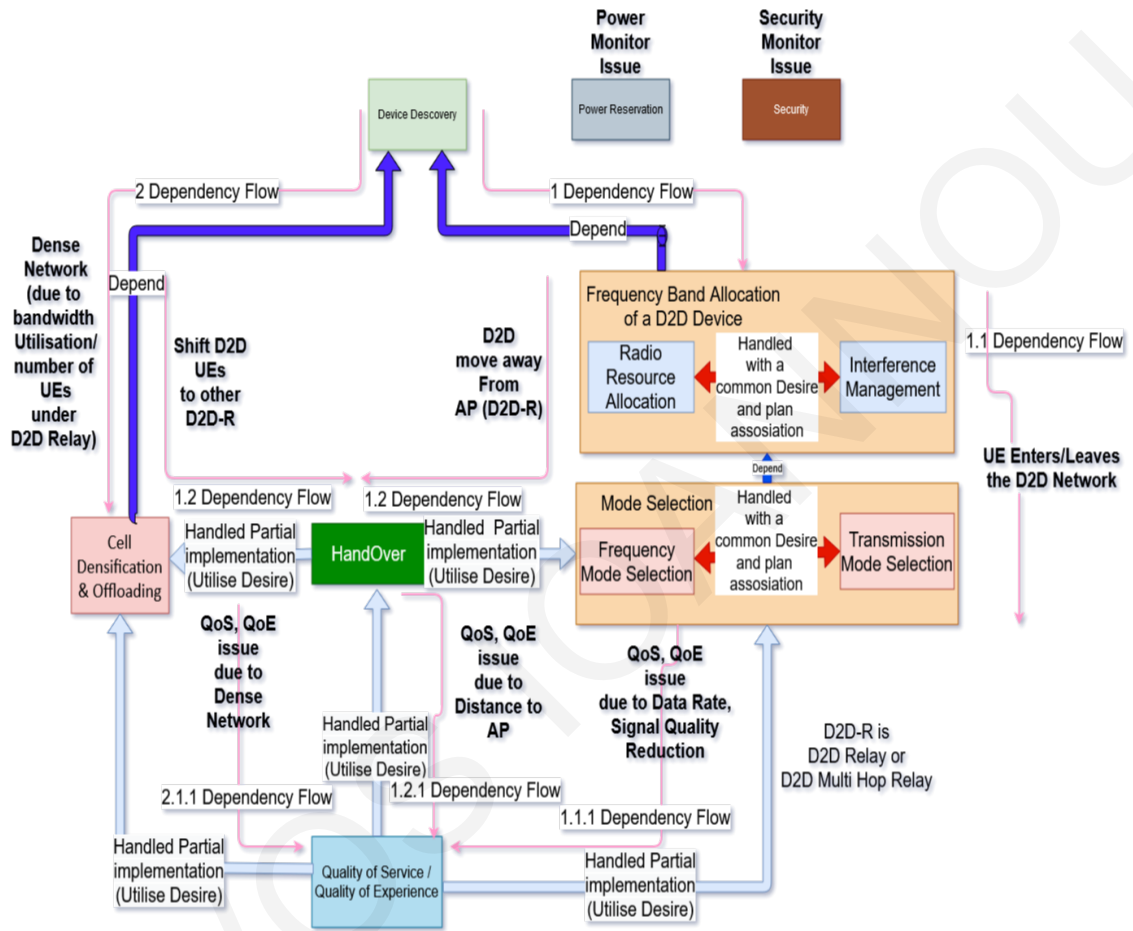 Power
Monitor
Issue
Security
Monitor
Issue
Power Reservation
Security
Device Descovery
2 Dependency Flow
1 Dependency Flow
Depend
Dense
Network
(due to
bandwidth
Utilisation/
number of
UEs
under
D2D Relay)
Depend
Shift D2D
UEs
to other
D2D-R
D2D
move away
From
AP (D2D-R)
Frequency Band Allocation
of a D2D Device
Radio
Resource
Allocation
Handled
with a
common Desire
and plan
assosiation
Interference
Management
1.1 Dependency Flow
UE Enters/Leaves
the D2D Network
Depend
1.2 Dependency Flow
1.2 Dependency Flow
Cell
Densification
& Offloading
Handled Partial
implementation
(Utilise Desire)
HandOver
Handled Partial
implementation
(Utilise Desire)
Mode Selection
Frequency
Mode Selection
Handled
with a
common Desire
and plan
assosiation
Transmission
Mode Selection
QoS, QoE
issue
due to
Dense
Network
QoS, QoE
issue
due to
Distance to
AP
QoS, QoE
issue
due to Data Rate,
Signal Quality
Reduction
Handled Partial
implementation
(Utilise Desire)
D2D-R is
D2D Relay or
D2D Multi Hop Relay
2.1.1 Dependency Flow
1.2.1 Dependency Flow
1.1.1 Dependency Flow
Handled Partial
implementation
(Utilise Desire)
Quality of Service /
Quality of Experience
Handled Partial
implementation
(Utilise Desire)